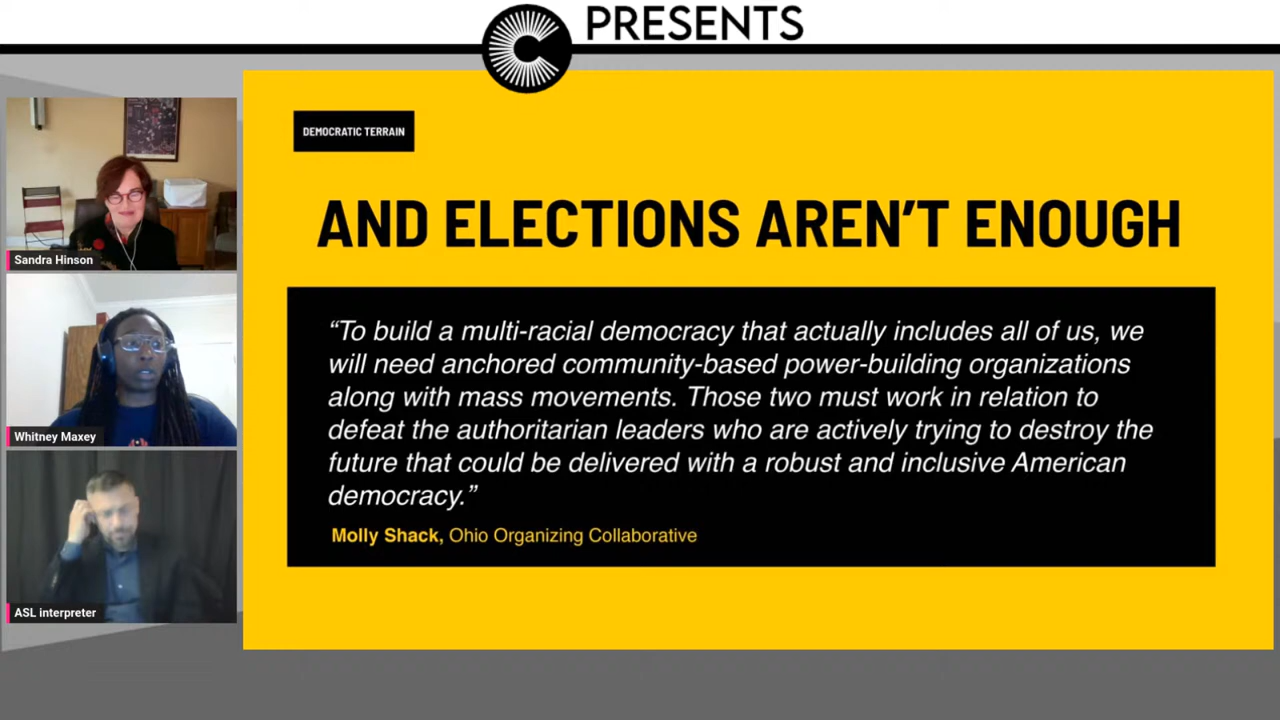 PRESENTS
DEMOCRATIC TERRAIN
AND ELECTIONS AREN’T ENOUGH
“To build a multi-racial democracy that actually includes all of us, we
will need anchored community-based power-building organizations
along with mass movements. Those two must work in relation to
defeat the authoritarian leaders who are actively trying to destroy the
future that could be delivered with a robust and inclusive American
democracy.”
Molly Shack, Ohio Organizing Collaborative
Sandra Hinson
Whitney Maxey
ASL interpreter